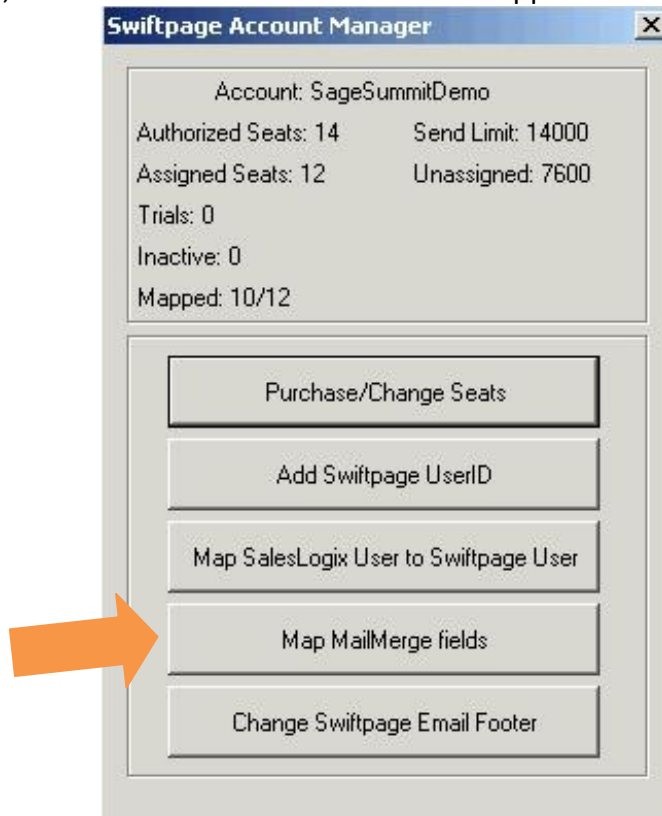 Swiftpage Account Manager
Account: SageSummitDemo
Authorized Seats: 14 Send Limit: 14000
Assigned Seats: 12 Unassigned: 7600
Trials: 0
Inactive: 0
Mapped: 10/12
Purchase/Change Seats
Add Swiftpage UserID
Map SalesLogix User to Swiftpage User
Map MailMerge fields
Change Swiftpage Email Footer